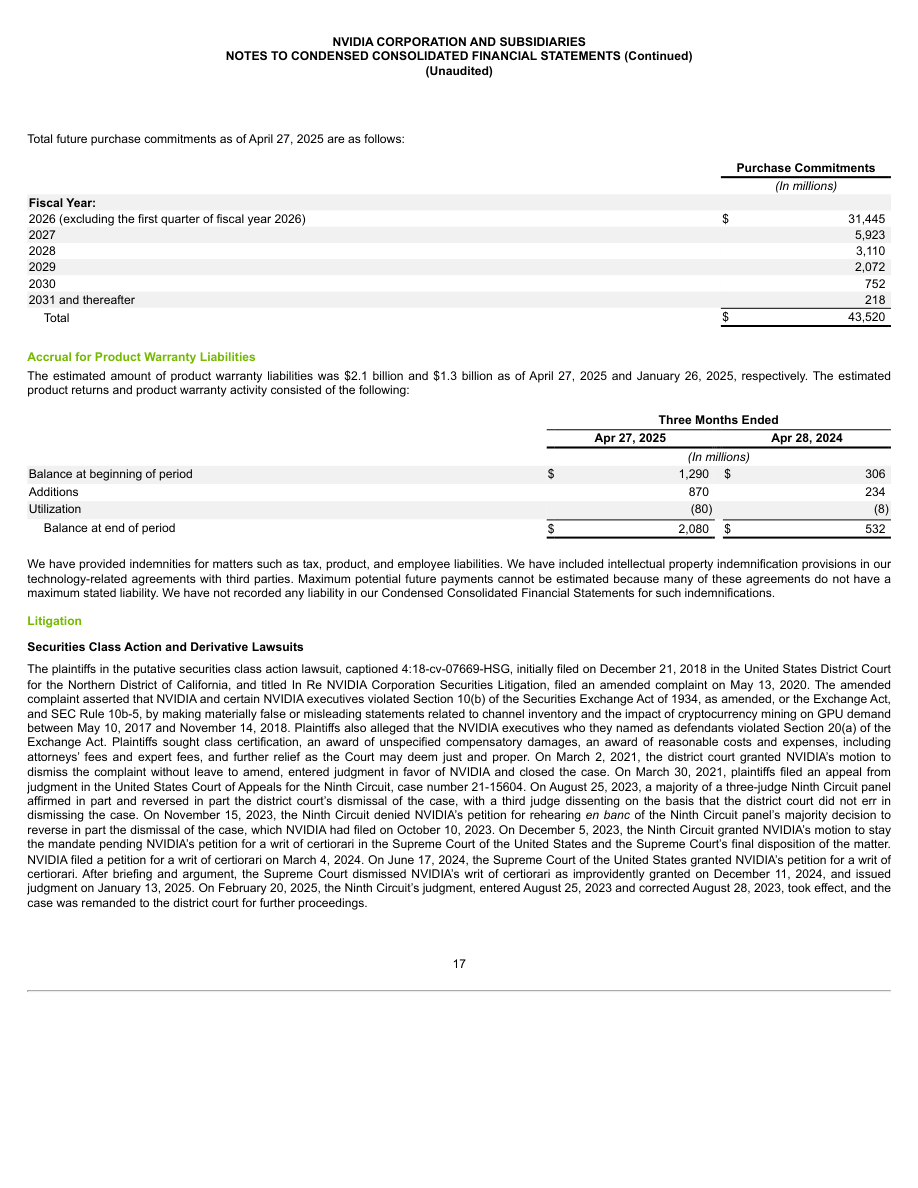 NVIDIA CORPORATION AND SUBSIDIARIES
NOTES TO CONDENSED CONSOLIDATED FINANCIAL STATEMENTS (Continued)
(Unaudited)
Total future purchase commitments as of April 27, 2025 are as follows:
Purchase Commitments
(In millions)
Fiscal Year:
2026 (excluding the first quarter of fiscal year 2026) $ 31,445
2027 5,923
2028 3,110
2029 2,072
2030 752
2031 and thereafter 218
Total $ 43,520
Accrual for Product Warranty Liabilities
The estimated amount of product warranty liabilities was $2.1 billion and $1.3 billion as of April 27, 2025 and January 26, 2025, respectively. The estimated
product returns and product warranty activity consisted of the following:
Three Months Ended
Apr 27, 2025 Apr 28, 2024
(In millions)
Balance at beginning of period $ 1,290 $ 306
Additions 870 234
Utilization (80) (8)
Balance at end of period $ 2,080 $ 532
We have provided indemnities for matters such as tax, product, and employee liabilities. We have included intellectual property indemnification provisions in our
technology-related agreements with third parties. Maximum potential future payments cannot be estimated because many of these agreements do not have a
maximum stated liability. We have not recorded any liability in our Condensed Consolidated Financial Statements for such indemnifications.
Litigation
Securities Class Action and Derivative Lawsuits
The plaintiffs in the putative securities class action lawsuit, captioned 4:18-cv-07669-HSG, initially filed on December 21, 2018 in the United States District Court
for the Northern District of California, and titled In Re NVIDIA Corporation Securities Litigation, filed an amended complaint on May 13, 2020. The amended
complaint asserted that NVIDIA and certain NVIDIA executives violated Section 10(b) of the Securities Exchange Act of 1934, as amended, or the Exchange Act,
and SEC Rule 10b-5, by making materially false or misleading statements related to channel inventory and the impact of cryptocurrency mining on GPU demand
between May 10, 2017 and November 14, 2018. Plaintiffs also alleged that the NVIDIA executives who they named as defendants violated Section 20(a) of the
Exchange Act. Plaintiffs sought class certification, an award of unspecified compensatory damages, an award of reasonable costs and expenses, including
attorneys’ fees and expert fees, and further relief as the Court may deem just and proper. On March 2, 2021, the district court granted NVIDIA’s motion to
dismiss the complaint without leave to amend, entered judgment in favor of NVIDIA and closed the case. On March 30, 2021, plaintiffs filed an appeal from
judgment in the United States Court of Appeals for the Ninth Circuit, case number 21-15604. On August 25, 2023, a majority of a three-judge Ninth Circuit panel
affirmed in part and reversed in part the district court’s dismissal of the case, with a third judge dissenting on the basis that the district court did not err in
dismissing the case. On November 15, 2023, the Ninth Circuit denied NVIDIA’s petition for rehearing en banc of the Ninth Circuit panel’s majority decision to
reverse in part the dismissal of the case, which NVIDIA had filed on October 10, 2023. On December 5, 2023, the Ninth Circuit granted NVIDIA’s motion to stay
the mandate pending NVIDIA’s petition for a writ of certiorari in the Supreme Court of the United States and the Supreme Court’s final disposition of the matter.
NVIDIA filed a petition for a writ of certiorari on March 4, 2024. On June 17, 2024, the Supreme Court of the United States granted NVIDIA’s petition for a writ of
certiorari. After briefing and argument, the Supreme Court dismissed NVIDIA’s writ of certiorari as improvidently granted on December 11, 2024, and issued
judgment on January 13, 2025. On February 20, 2025, the Ninth Circuit’s judgment, entered August 25, 2023 and corrected August 28, 2023, took effect, and the
case was remanded to the district court for further proceedings.
17